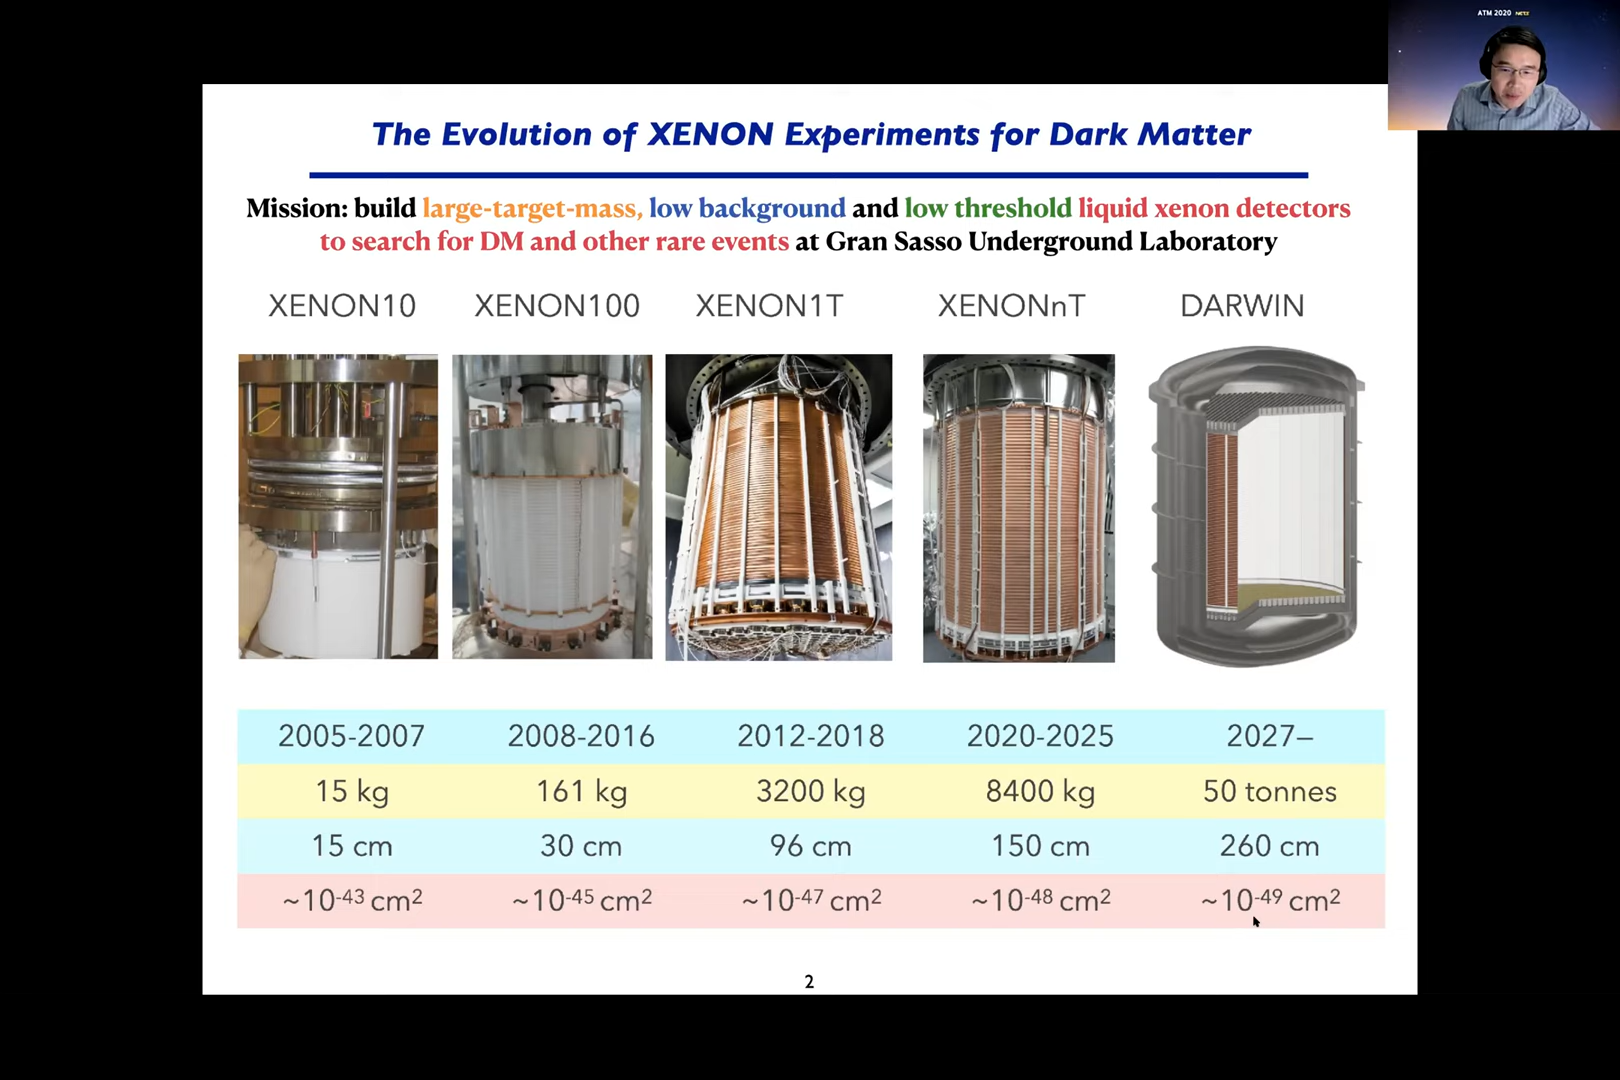 ATM 2020
The Evolution of XENON Experiments for Dark Matter
Mission: build large-target-mass, low background and low threshold liquid xenon detectors
to search for DM and other rare events at Gran Sasso Underground Laboratory
XENON10 XENON100 XENON1T XENONnT DARWIN
2005-2007 2008-2016 2012-2018 2020-2025 2027–
15 kg 161 kg 3200 kg 8400 kg 50 tonnes
15 cm 30 cm 96 cm 150 cm 260 cm
~10-43 cm2 ~10-45 cm2 ~10-47 cm2 ~10-48 cm2 ~10-49 cm2
2